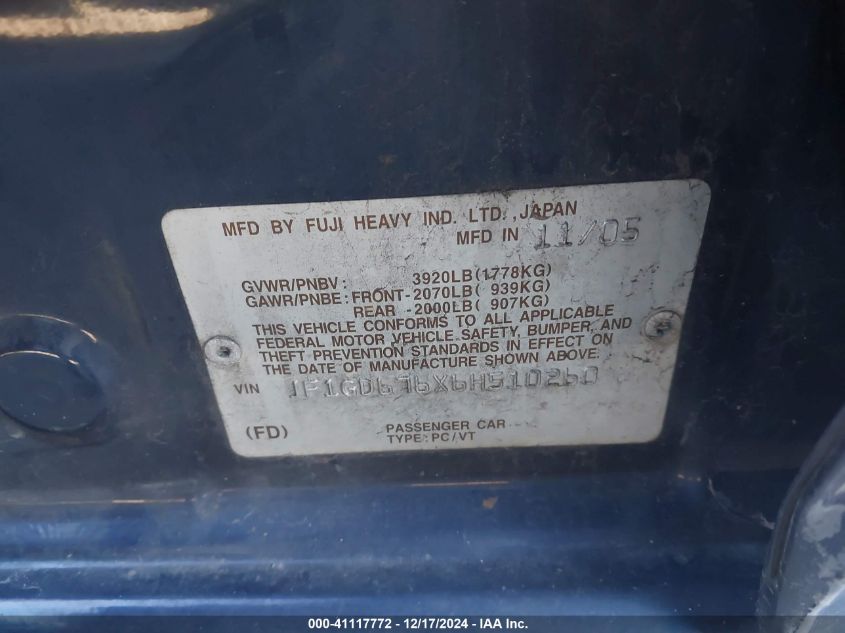 MFD BY FUJI HEAVY IND. LTD. ,JAPAN
MFD IN 11/05
GVWR/PNBV : 3920LB(1778KG)
GAWR/PNBE : FRONT-2070LB( 939KG)
REAR -2000LB( 907KG)
THIS VEHICLE CONFORMS TO ALL APPLICABLE
FEDERAL MOTOR VEHICLE SAFETY, BUMPER, AND
THEFT PREVENTION STANDARDS IN EFFECT ON
THE DATE OF MANUFACTURE SHOWN ABOVE.
VIN JF1GD676X6H510260
(FD) PASSENGER CAR
TYPE: PC/VT
000-41117772 - 12/17/2024 - IAA Inc.